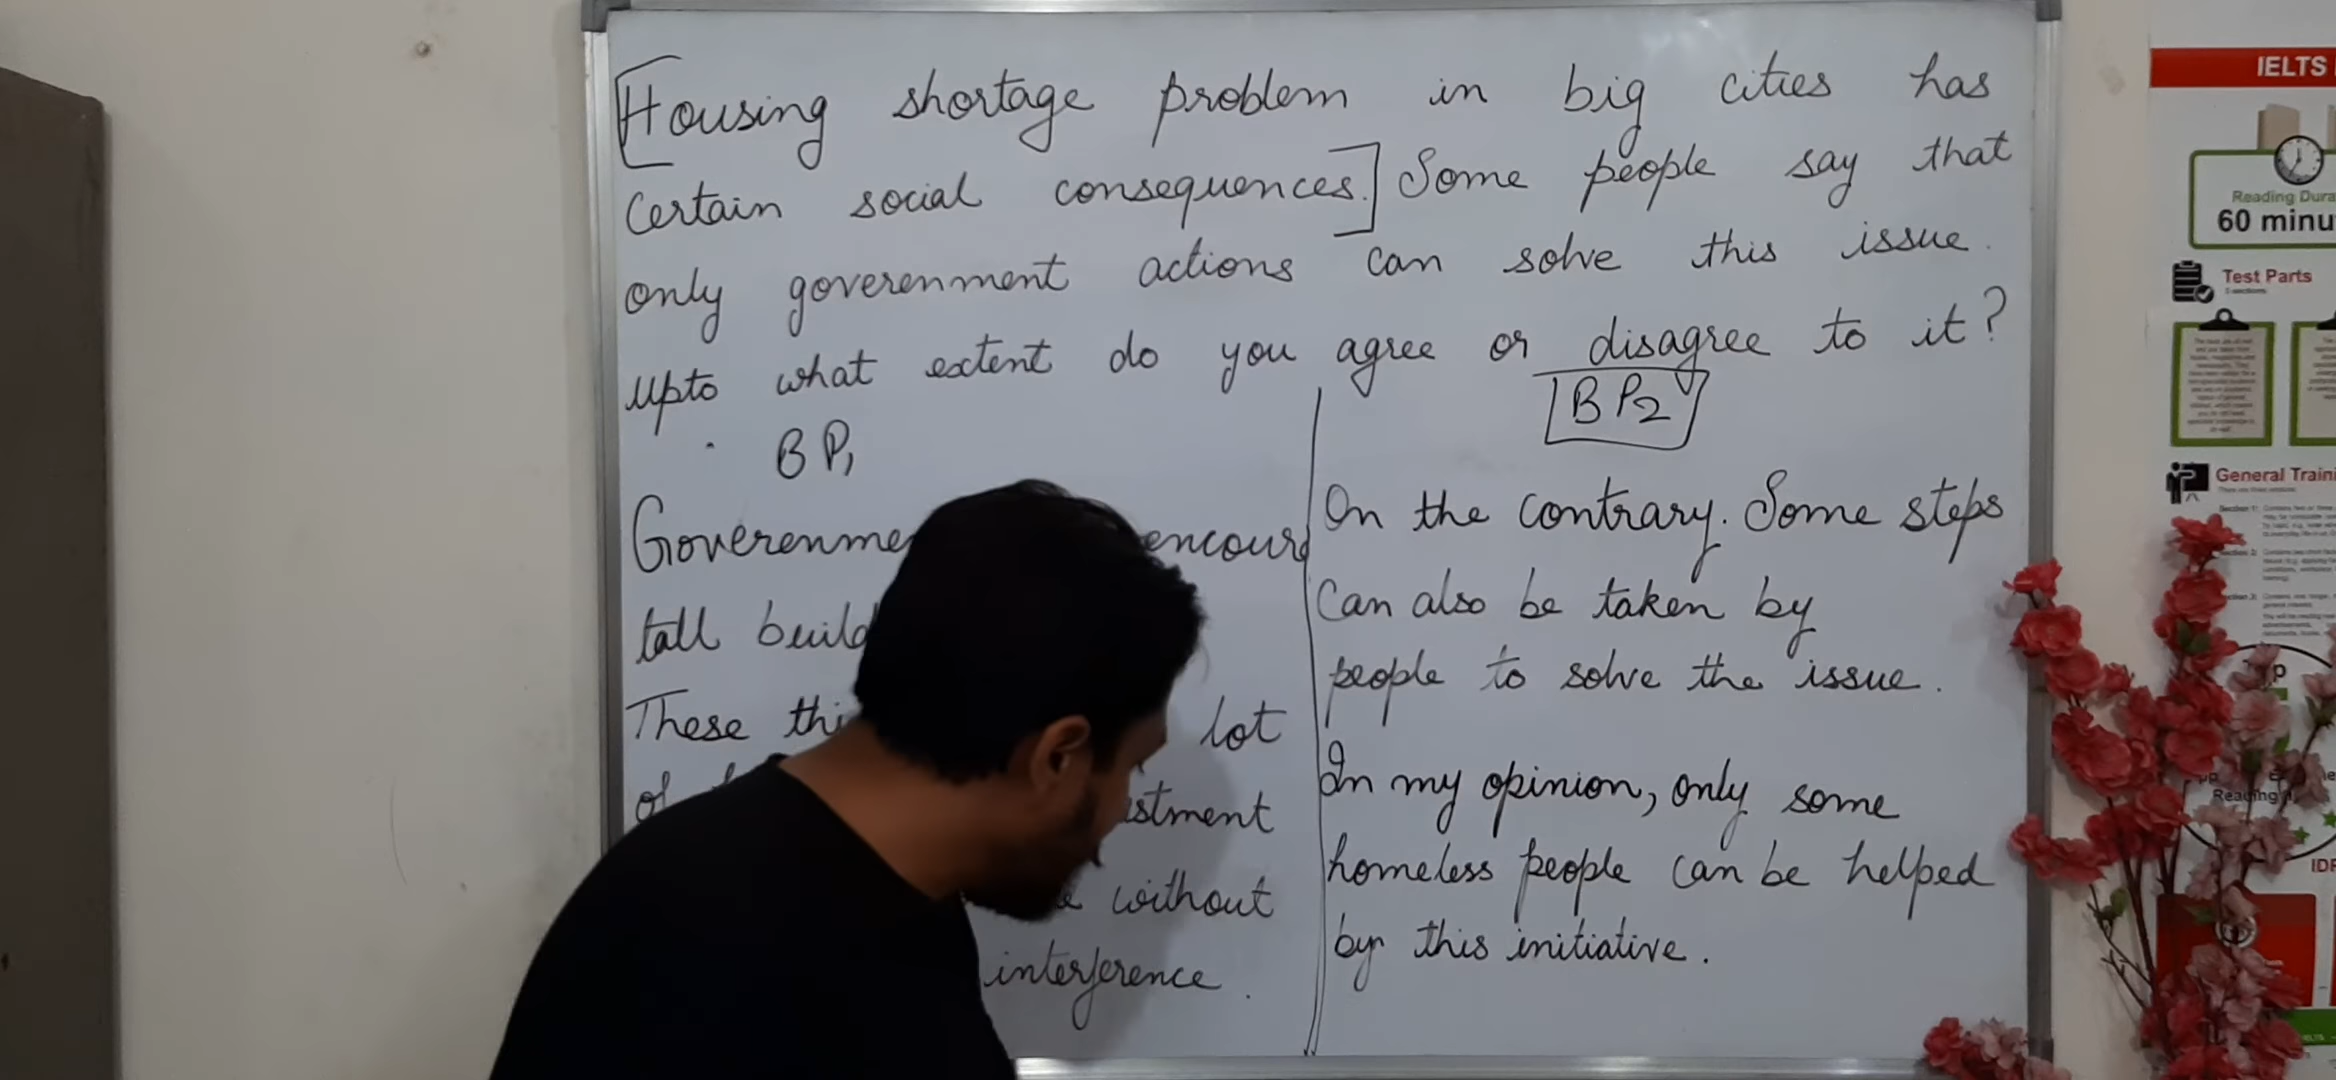 Housing shortage problem in big cities has
Certain social consequences. Some people say that
only goverenment actions can solve this issue.
upto what extent do you agree or disagree to it?
BP1
Goverenme encour
tall build
These thi lot
of
stment
without
interference.
BP2
On the contrary. Some steps
Can also be taken by
people to solve the issue.
In my opinion, only some
homeless people can be helped
by this initiative.
IELTS
Reading Dura
60 minu
Test Parts
General Traini
Reading